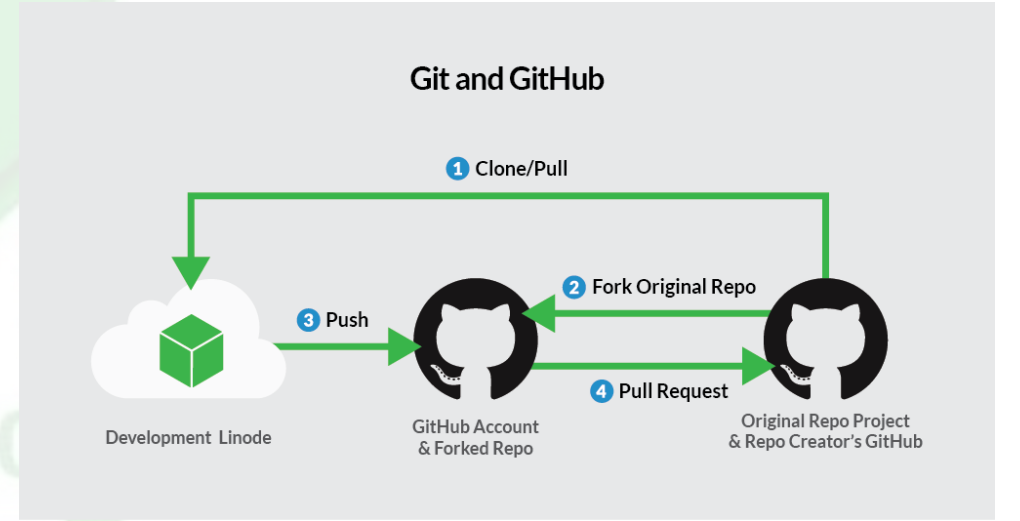 Git and GitHub
1 Clone/Pull
2 Fork Original Repo
3 Push
4 Pull Request
Development Linode
GitHub Account
& Forked Repo
Original Repo Project
& Repo Creator's GitHub